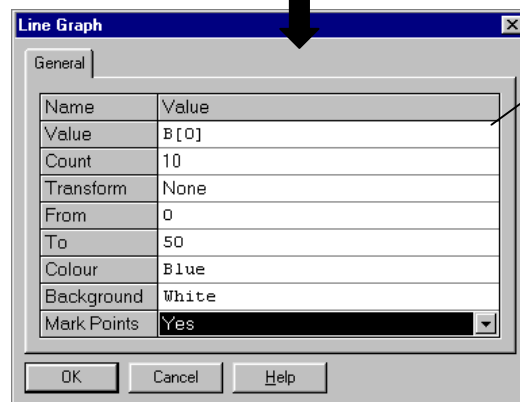 Line Graph
General
Name Value
Value B[0]
Count 10
Transform None
From 0
To 50
Colour Blue
Background White
Mark Points Yes
OK Cancel Help